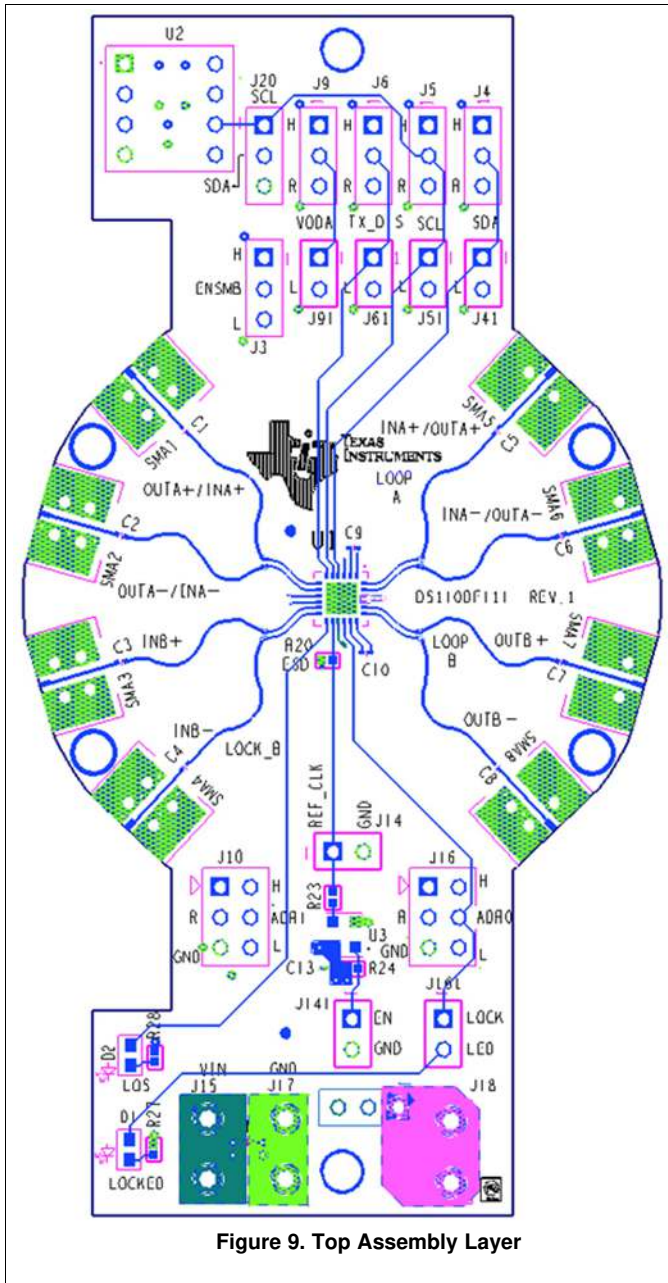 U2
J20 J9 J6 J5 J4
SCL
H H H H
SDA
R R R R
VODA TX_D S SCL SDA
H
ENSMB L L L L
L J91 J61 J51 J41
J3
C1 SMA5
SMA1 INA+/OUTA+ C5
TEXAS
INSTRUMENTS
OUTA+/INA+ LOOP
A SMA6
C2 INA-/OUTA-
U1 C9 C6
SMA2
OUTA-/INA- DS110DF111 REV.1
R20 SMA7
ESD LOOP
B OUTB+
C3 INB+ C10 C7
SMA3
INB- OUTB-
C4 LOCK_B SMA8
SMA4 C8
REF_CLK GND
J14
J10 J16
H H
R ADR1 R23 R ADR0
U3
GND L GND L
C13 R24
J141 J161
EN LOCK
GND LED
D2 R28
LOS VIN GND
J15 J17 J18
D1 R27
LOCKED
Figure 9. Top Assembly Layer